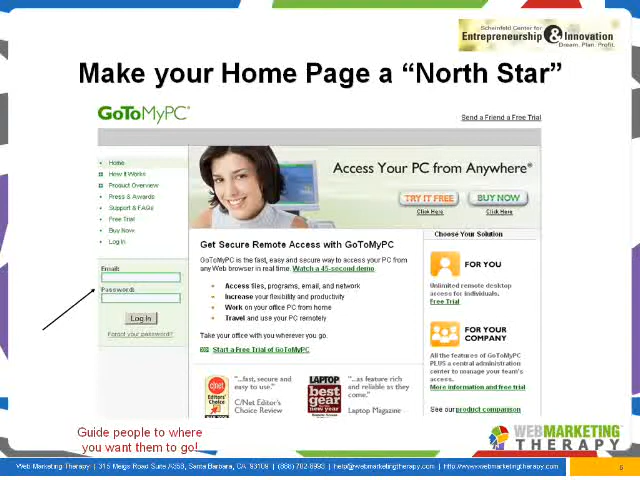 Scheinfeld Center for
Entrepreneurship & Innovation
Dream. Plan. Profit.
Make your Home Page a “North Star”
GoToMyPC®
Send a Friend a Free Trial
Home
How It Works
Product Overview
Press & Awards
Support & FAQs
Free Trial
Buy Now
Log In
Access Your PC from Anywhere®
TRY IT FREE
BUY NOW
Click Here
Click Here
Email:
Password:
Log In
Forgot your password?
Get Secure Remote Access with GoToMyPC
GoToMyPC is the fast, easy and secure way to access your PC from
any Web browser in real time. Watch a 45-second demo.
Access files, programs, email, and network
Increase your flexibility and productivity
Work on your office PC from home
Travel and use your PC remotely
Take your office with you wherever you go.
Start a Free Trial of GoToMyPC
Choose Your Solution
FOR YOU
Unlimited remote desktop
access for individuals.
Free Trial
FOR YOUR
COMPANY
All the features of GoToMyPC
PLUS a central administration
center to manage your team's
access.
More information and free trial
See our product comparison
c|net
Editors'
Choice
"...fast, secure and
easy to use."
C/Net Editor's
Choice Review
LAPTOP
best
gear
"...as feature rich
and reliable as they
come."
Laptop Magazine
Guide people to where
you want them to go!
WEBMARKETING
THERAPY
Web Marketing Therapy | 315 Meigs Road Suite A353, Santa Barbara, CA 93109 | help@webmarketingtherapy.com | http://www.webmarketingtherapy.com